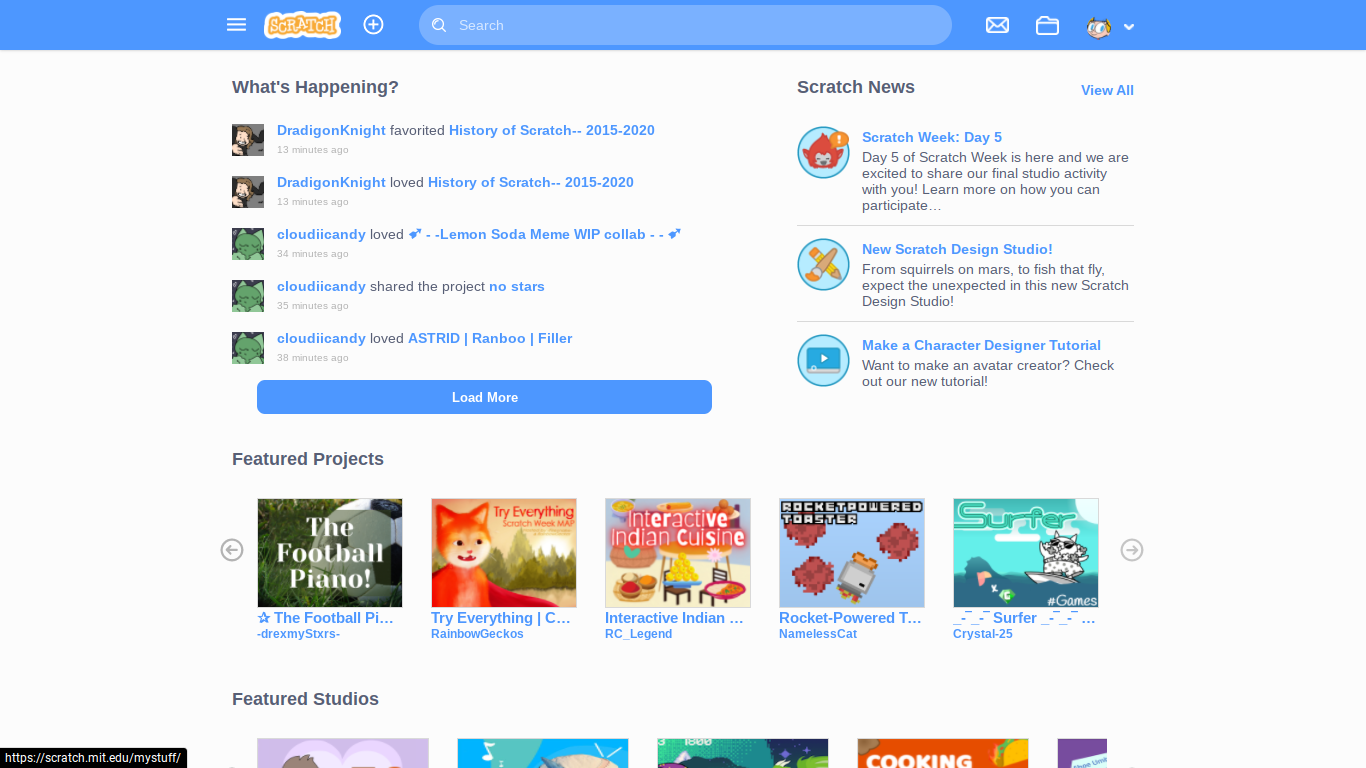 SCRATCH
Search
What's Happening?
DradigonKnight favorited History of Scratch-- 2015-2020
13 minutes ago
DradigonKnight loved History of Scratch-- 2015-2020
13 minutes ago
cloudiicandy loved ➶ - -Lemon Soda Meme WIP collab - - ➶
34 minutes ago
cloudiicandy shared the project no stars
35 minutes ago
cloudiicandy loved ASTRID | Ranboo | Filler
38 minutes ago
Load More
Scratch News
View All
Scratch Week: Day 5
Day 5 of Scratch Week is here and we are
excited to share our final studio activity
with you! Learn more on how you can
participate…
New Scratch Design Studio!
From squirrels on mars, to fish that fly,
expect the unexpected in this new Scratch
Design Studio!
Make a Character Designer Tutorial
Want to make an avatar creator? Check
out our new tutorial!
Featured Projects
The
Football
Piano!
✰ The Football Pi…
-drexmyStxrs-
Try Everything
Scratch Week MAP
Try Everything | C…
RainbowGeckos
Interactive
Indian Cuisine
Interactive Indian …
RC_Legend
ROCKETPOWERED
TOASTER
Rocket-Powered T…
NamelessCat
Surfer
#Games
_-‾_-‾ Surfer _-‾_-‾ …
Crystal-25
Featured Studios
COOKING
https://scratch.mit.edu/mystuff/